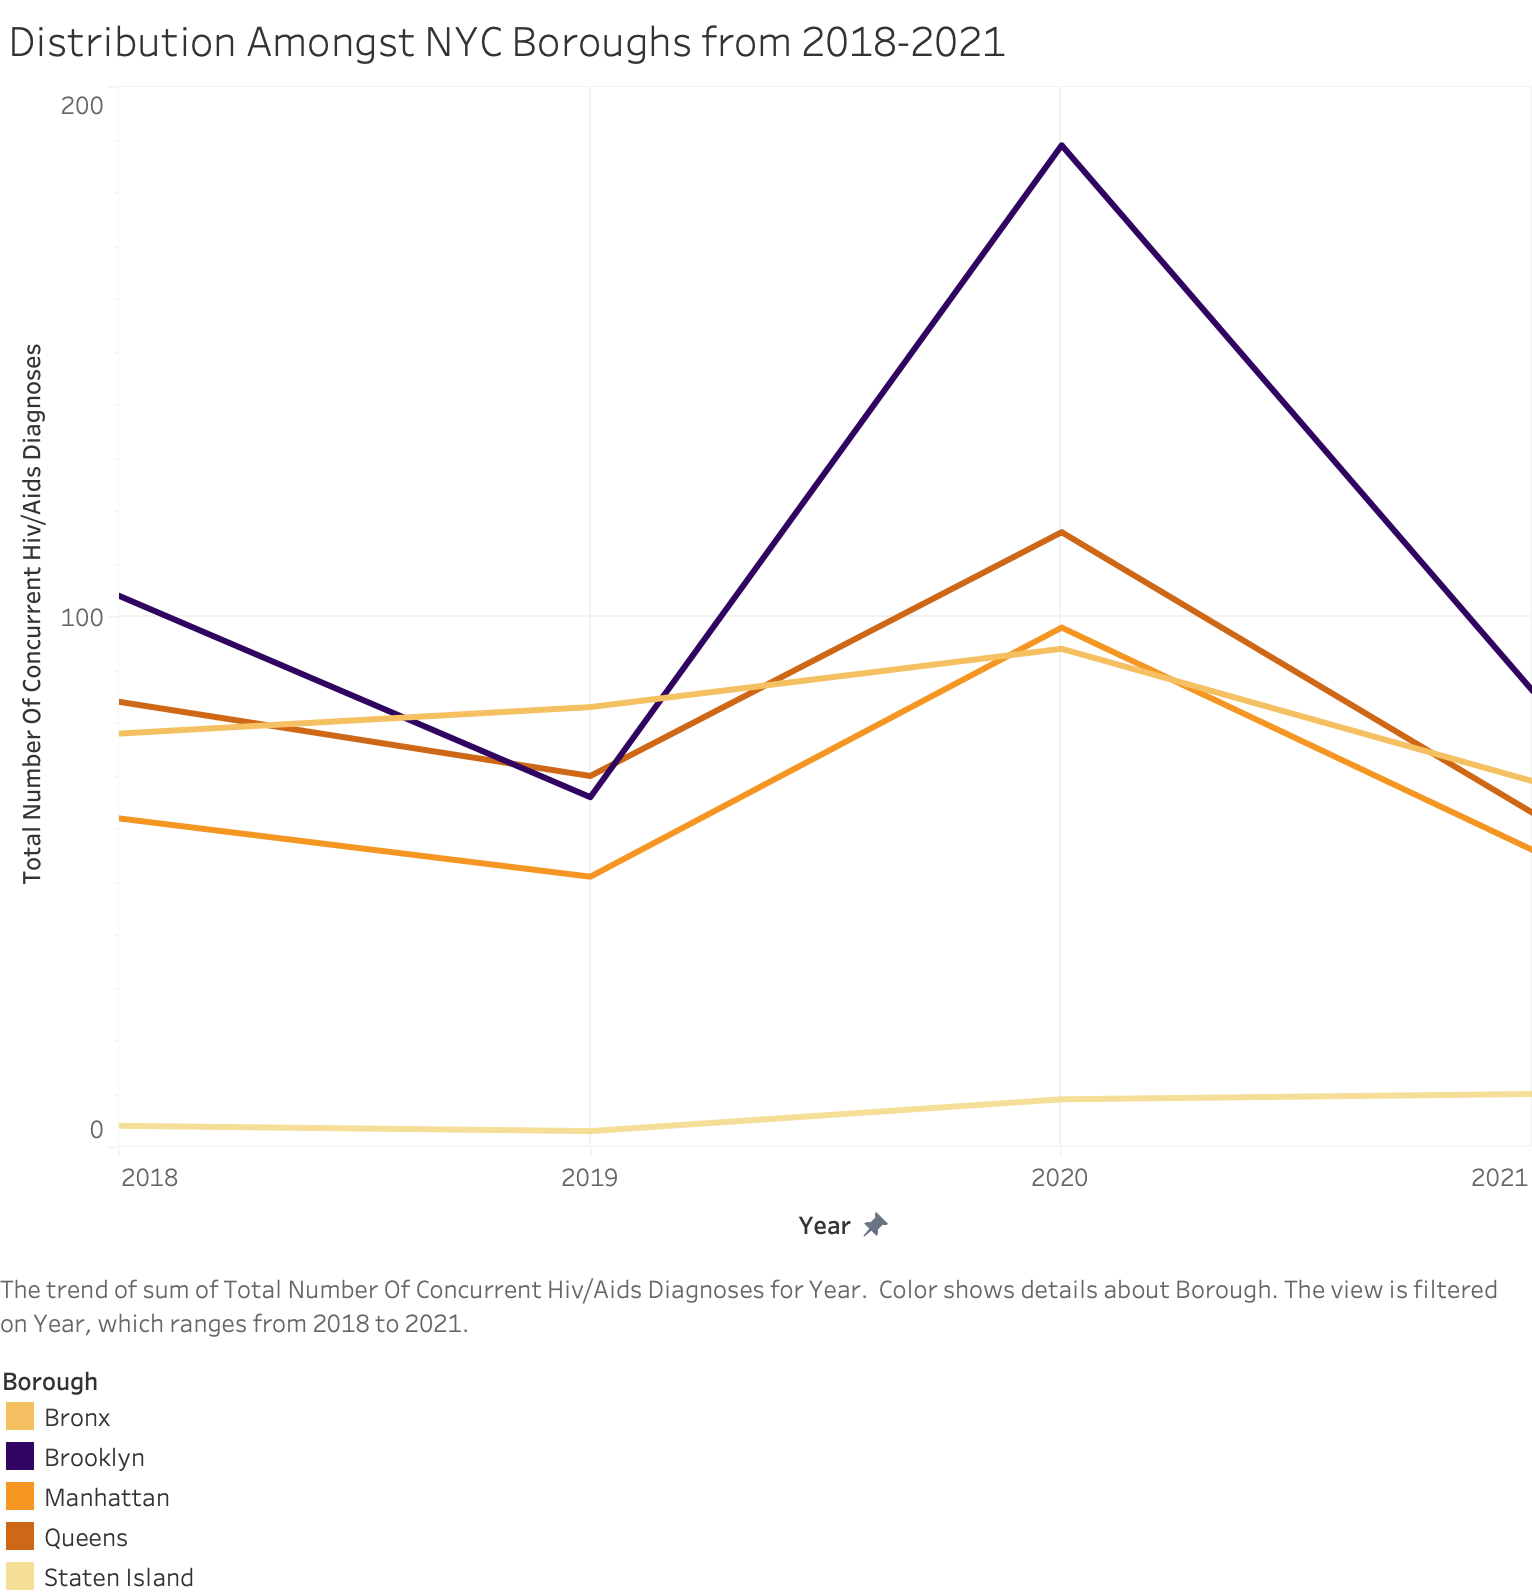 Distribution Amongst NYC Boroughs from 2018-2021
200
100
0
Total Number Of Concurrent Hiv/Aids Diagnoses
2018 2019 2020 2021
Year
The trend of sum of Total Number Of Concurrent Hiv/Aids Diagnoses for Year. Color shows details about Borough. The view is filtered
on Year, which ranges from 2018 to 2021.
Borough
Bronx
Brooklyn
Manhattan
Queens
Staten Island